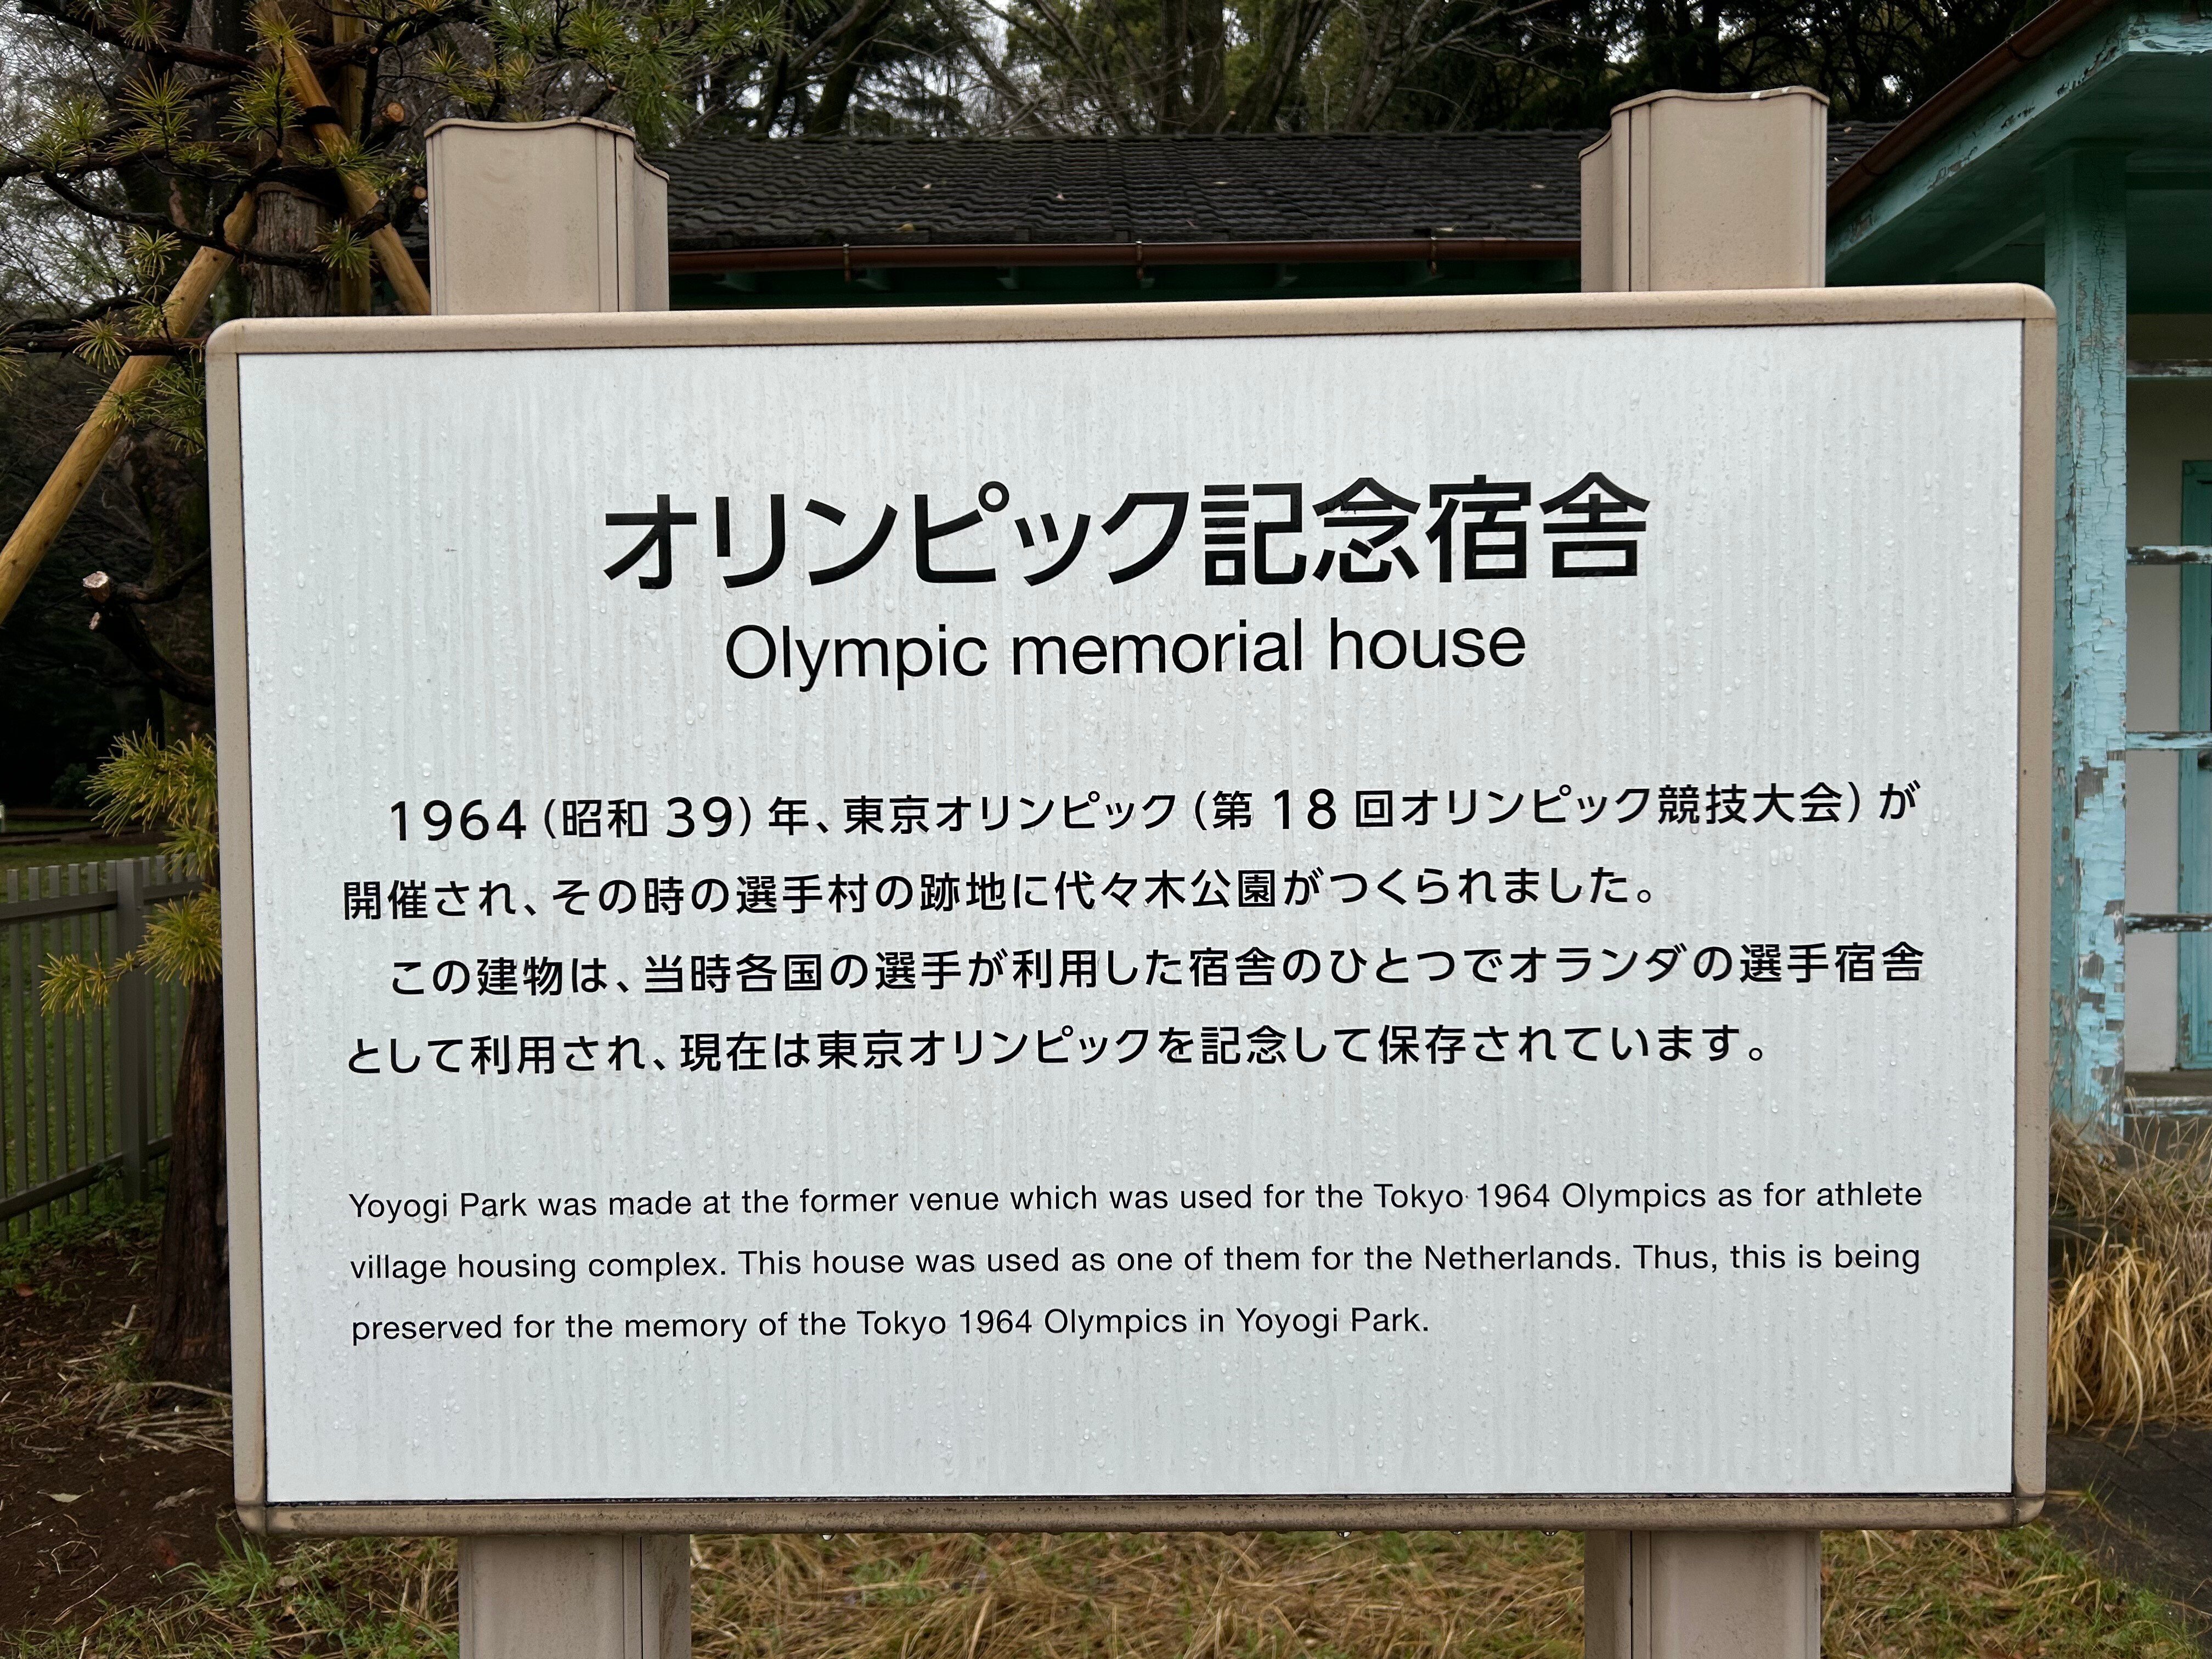 オリンピック記念宿舎
Olympic memorial house
1964(昭和 39)年、東京オリンピック(第 18 回オリンピック競技大会)が
開催され、その時の選手村の跡地に代々木公園がつくられました。
この建物は、当時各国の選手が利用した宿舎のひとつでオランダの選手宿舎
として利用され、現在は東京オリンピックを記念して保存されています。
Yoyogi Park was made at the former venue which was used for the Tokyo 1964 Olympics as for athlete
village housing complex. This house was used as one of them for the Netherlands. Thus, this is being
preserved for the memory of the Tokyo 1964 Olympics in Yoyogi Park.